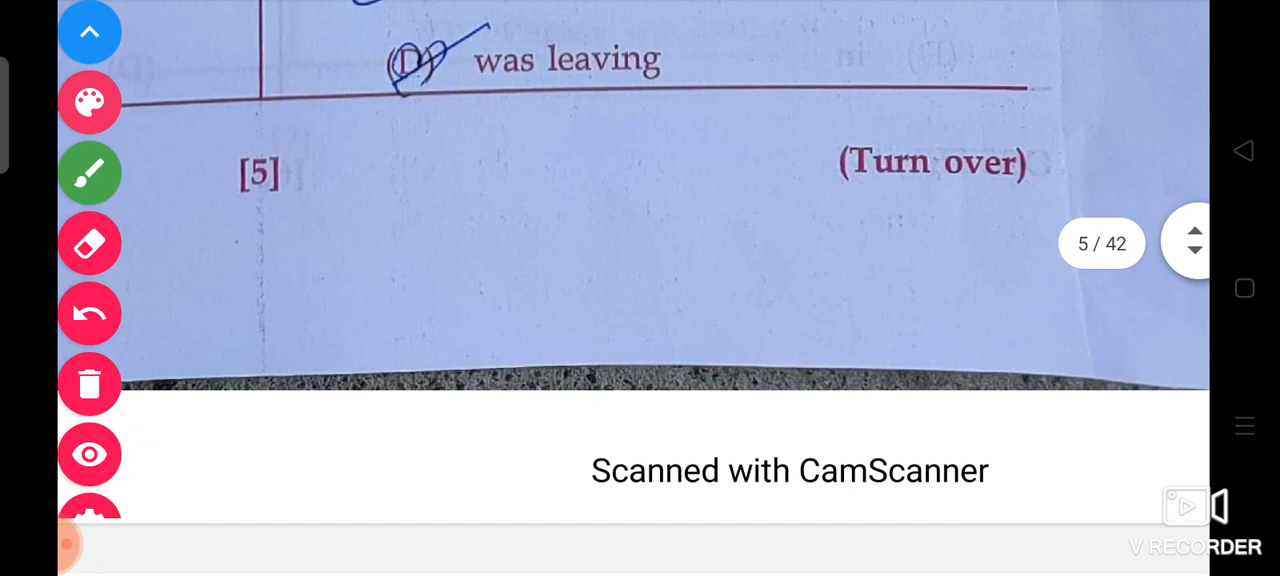 (D) was leaving
[5]
(Turn over)
5 / 42
Scanned with CamScanner
V RECORDER